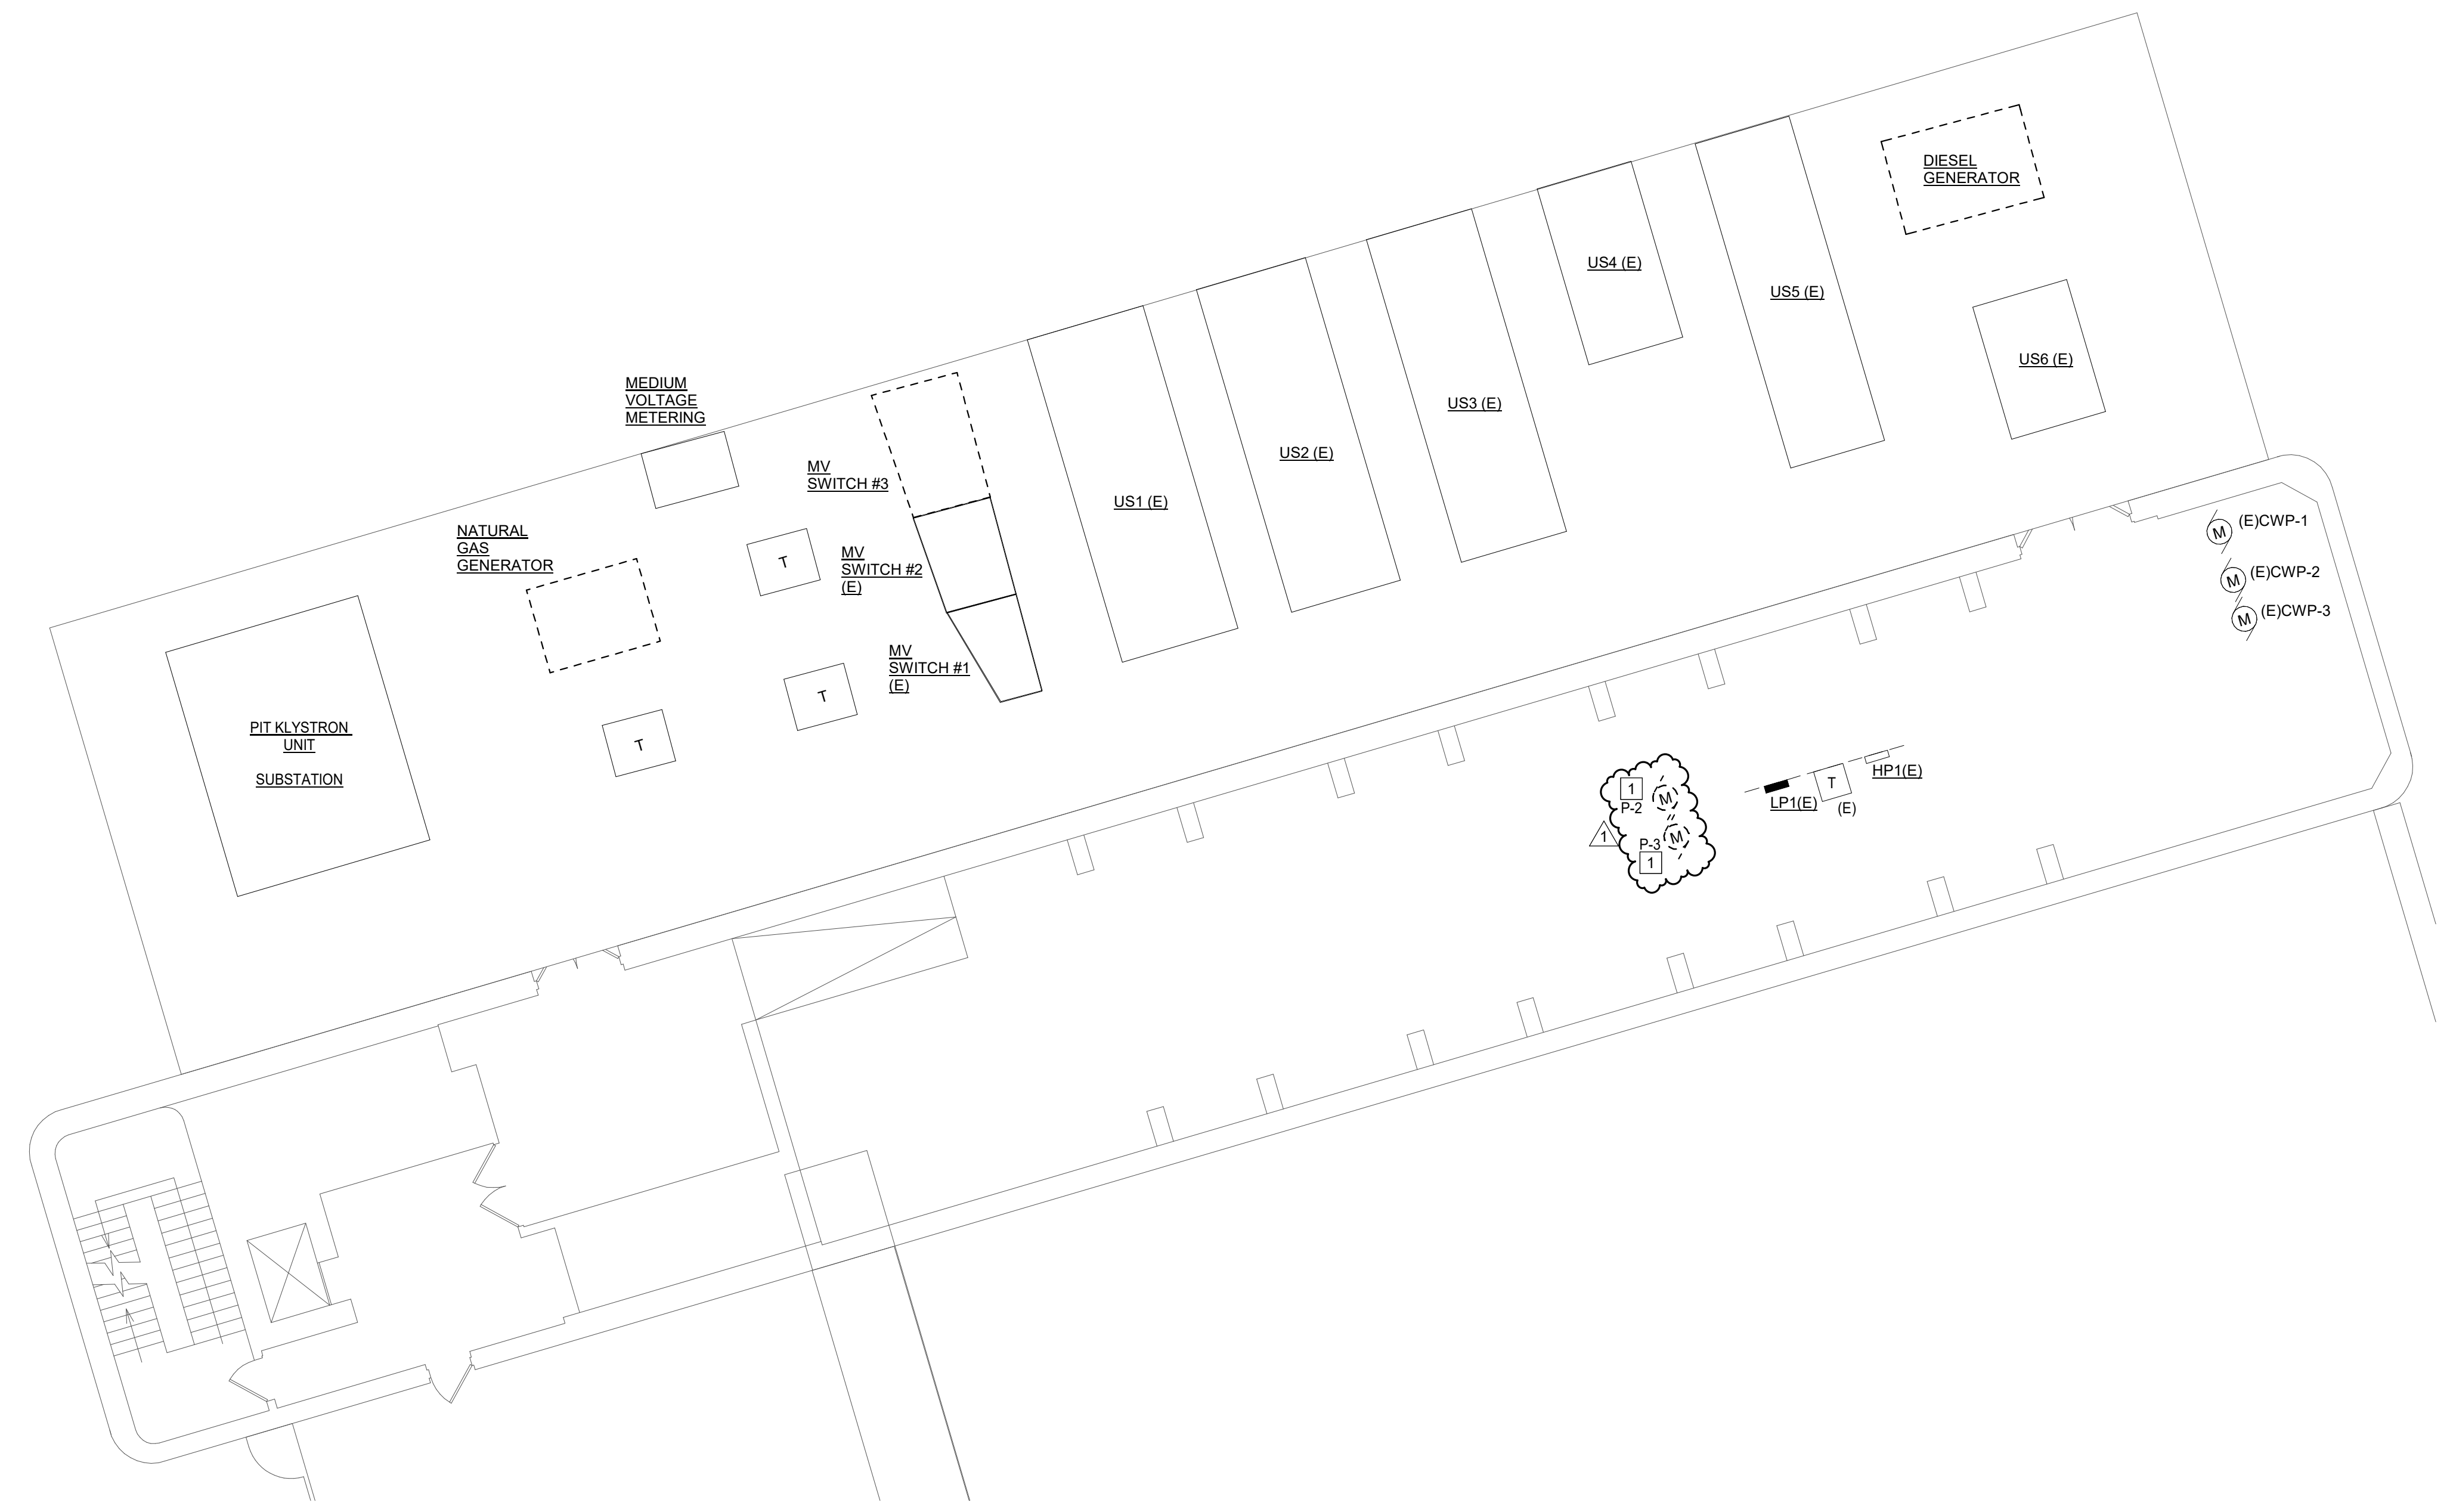 DIESEL
GENERATOR
US4 (E)
US5 (E)
US6 (E)
MEDIUM
VOLTAGE
METERING
US3 (E)
US2 (E)
MV
SWITCH #3
US1 (E)
(E)CWP-1
NATURAL
GAS
GENERATOR
T
MV
SWITCH #2
(E)
M
M
(E)CWP-2
M
(E)CWP-3
MV
SWITCH #1
(E)
T
T
PIT KLYSTRON
UNIT
SUBSTATION
HP1(E)
T
(E)
LP1(E)
1
P-2
M
1
P-3
M
1